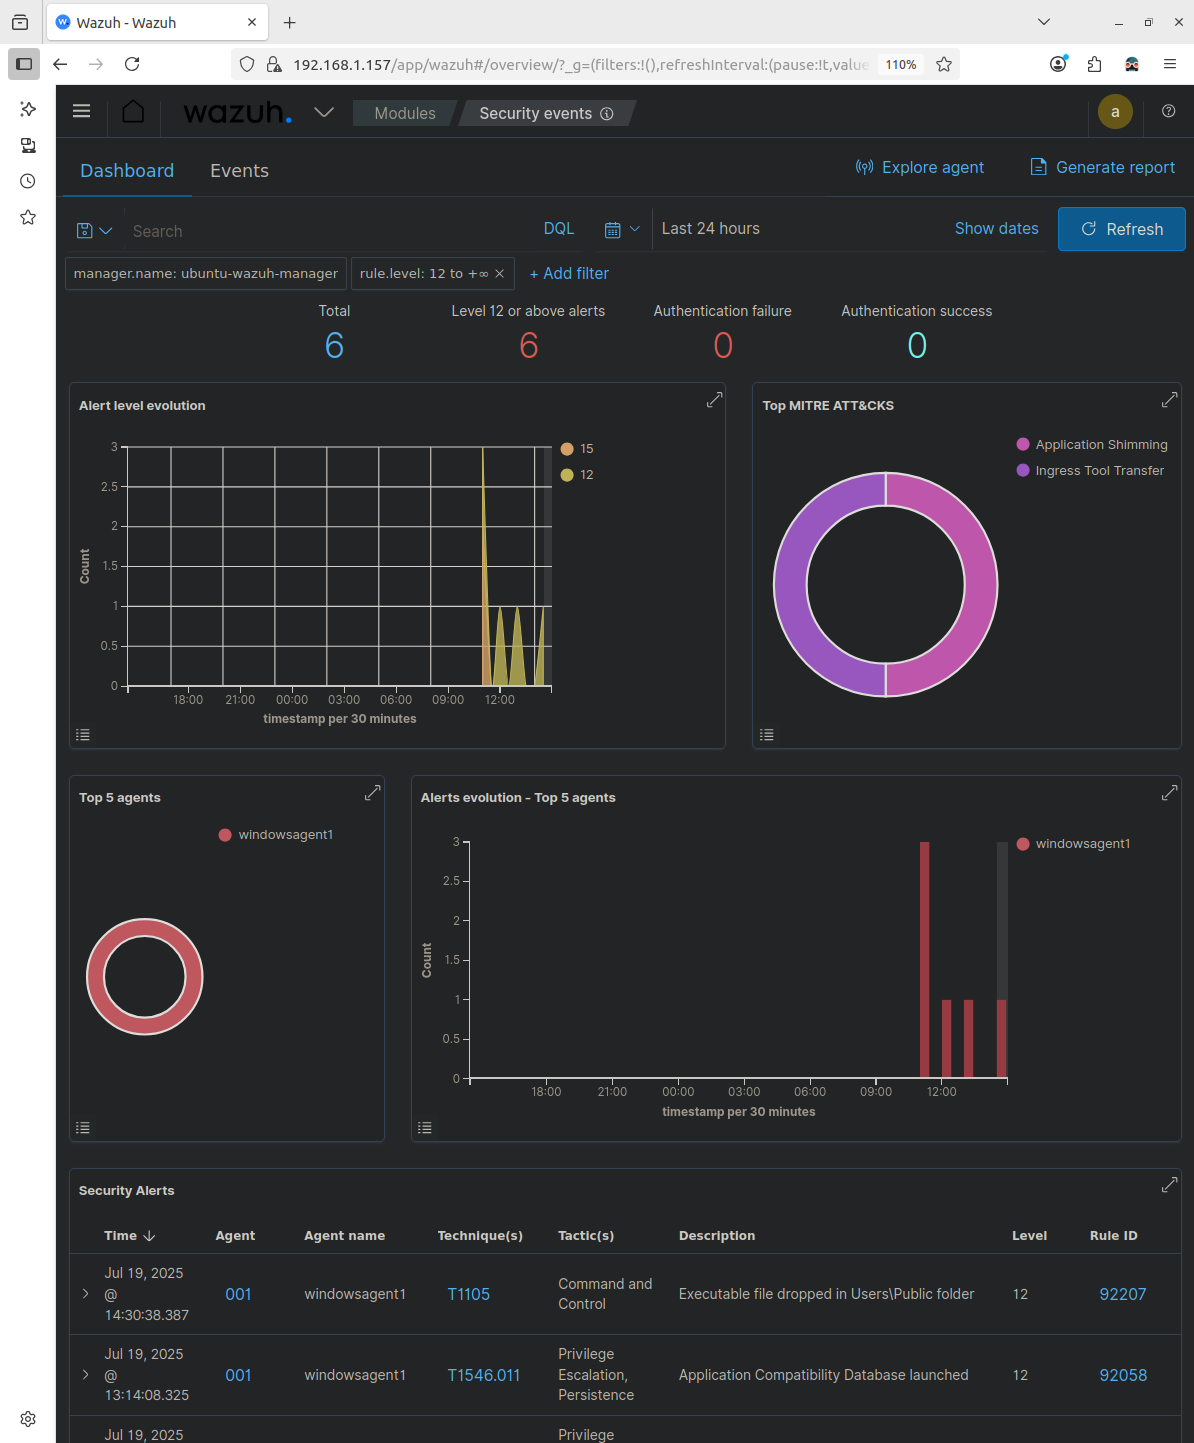 Wazuh - Wazuh
192.168.1.157/app/wazuh#/overview/?_g=(filters:!(),refreshInterval:(pause:!t,value
110%
wazuh.
Modules
Security events
a
Dashboard
Events
Explore agent
Generate report
Search
DQL
Last 24 hours
Show dates
Refresh
manager.name: ubuntu-wazuh-manager
rule.level: 12 to +∞ ×
+ Add filter
Total
Level 12 or above alerts
Authentication failure
Authentication success
6
6
0
0
Alert level evolution
3
2.5
2
1.5
1
0.5
0
Count
18:00
21:00
00:00
03:00
06:00
09:00
12:00
timestamp per 30 minutes
15
12
Top MITRE ATT&CKS
Application Shimming
Ingress Tool Transfer
Top 5 agents
windowsagent1
Alerts evolution - Top 5 agents
3
2.5
2
1.5
1
0.5
0
Count
18:00
21:00
00:00
03:00
06:00
09:00
12:00
timestamp per 30 minutes
windowsagent1
Security Alerts
Time
Agent
Agent name
Technique(s)
Tactic(s)
Description
Level
Rule ID
Jul 19, 2025
@
14:30:38.387
001
windowsagent1
T1105
Command and
Control
Executable file dropped in Users\Public folder
12
92207
Jul 19, 2025
@
13:14:08.325
001
windowsagent1
T1546.011
Privilege
Escalation,
Persistence
Application Compatibility Database launched
12
92058
Jul 19, 2025
Privilege